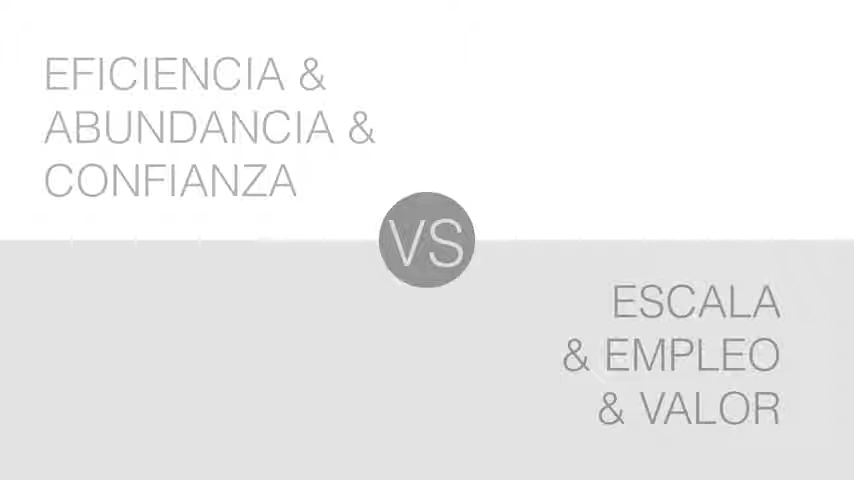 EFICIENCIA &
ABUNDANCIA &
CONFIANZA
VS
ESCALA
& EMPLEO
& VALOR